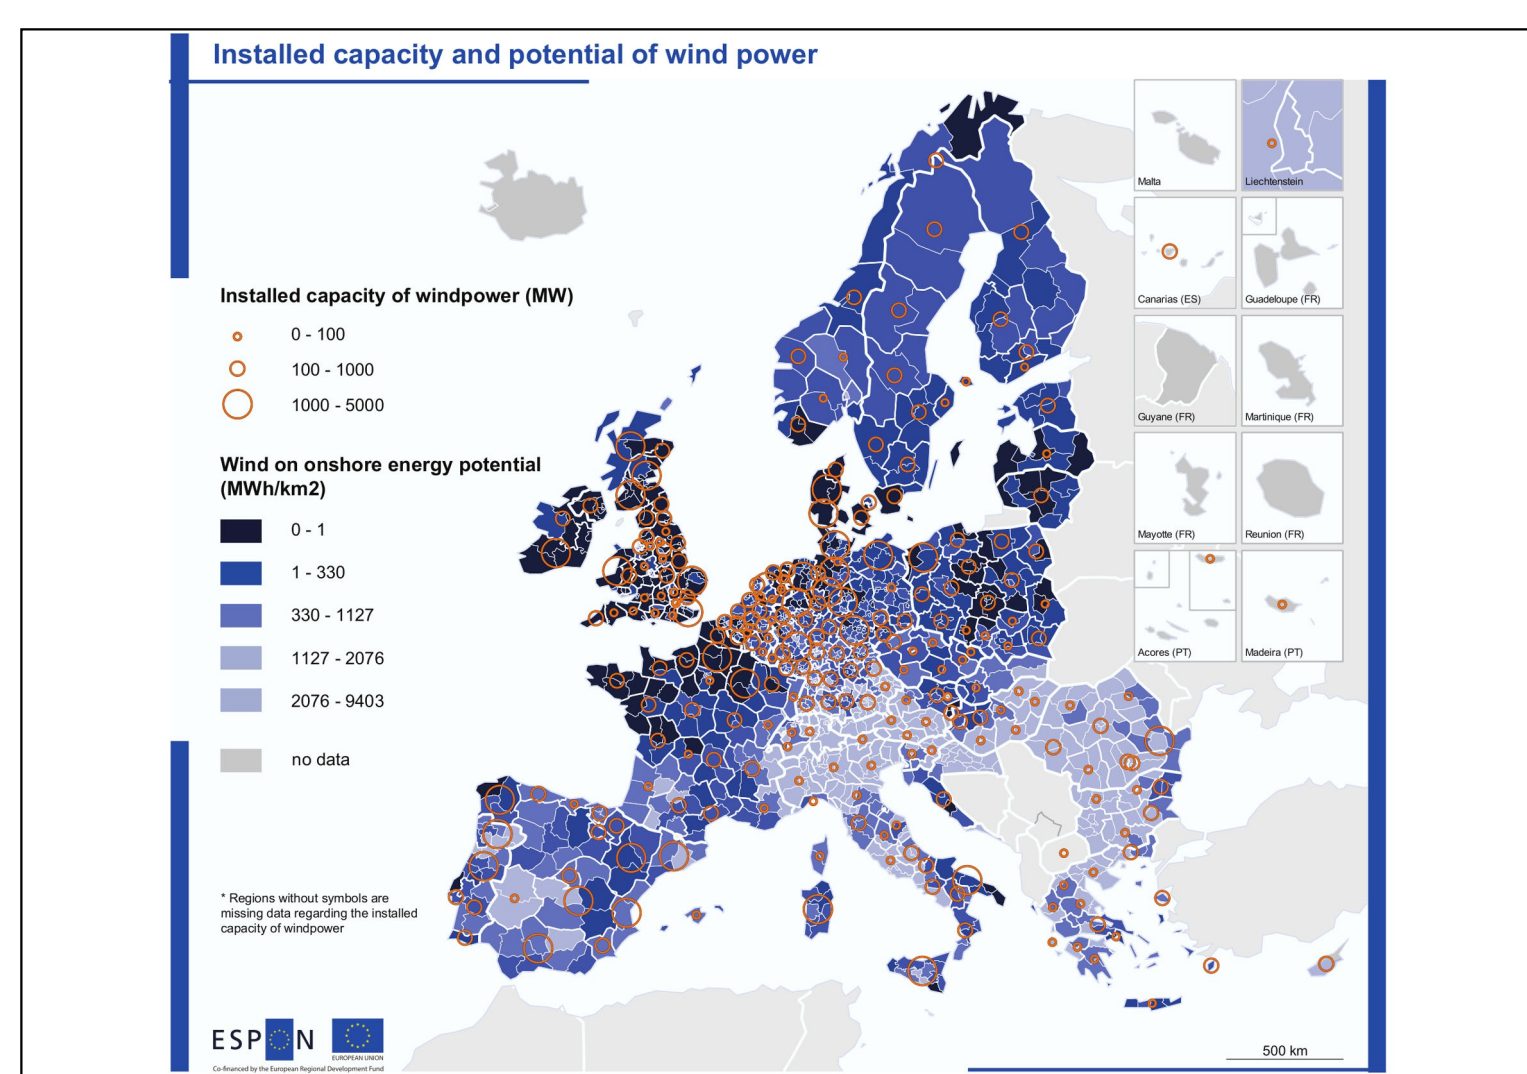 Installed capacity and potential of wind power
Malta
Liechtenstein
Canarias (ES)
Guadeloupe (FR)
Installed capacity of windpower (MW)
0 - 100
100 - 1000
1000 - 5000
Guyane (FR)
Martinique (FR)
Wind on onshore energy potential
(MWh/km2)
0 - 1
1 - 330
330 - 1127
1127 - 2076
2076 - 9403
no data
Mayotte (FR)
Reunion (FR)
Acores (PT)
Madeira (PT)
* Regions without symbols are
missing data regarding the installed
capacity of windpower
ESPON
EUROPEAN UNION
Co-financed by the European Regional Development Fund
500 km